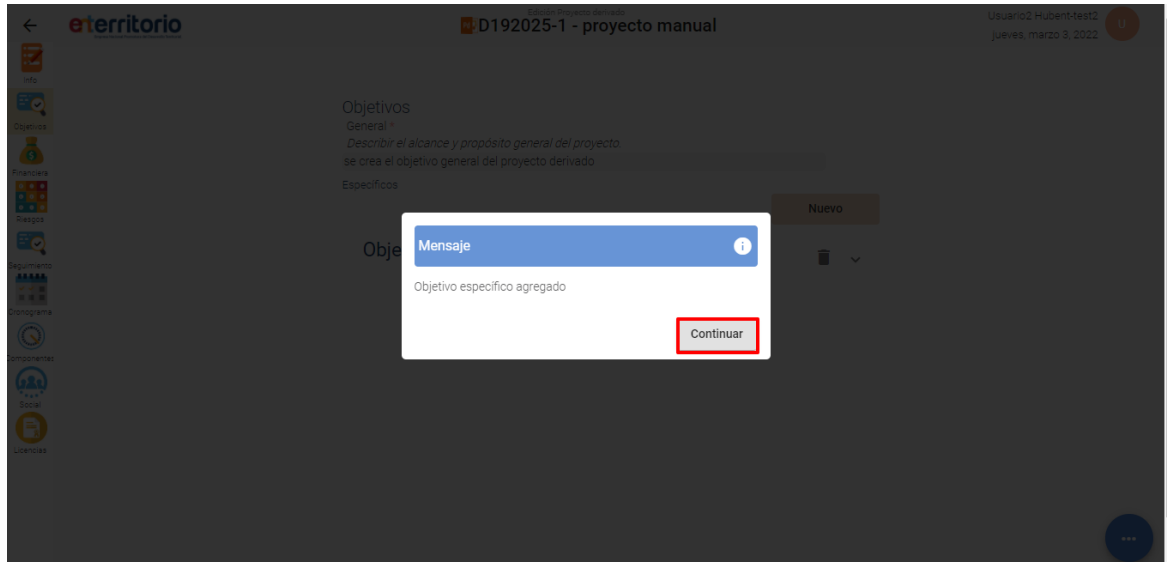 Edición Proyecto derivado
eterritorio
D192025-1 - proyecto manual
Usuario2 Hubent-test2
jueves, marzo 3, 2022
U
Info
Objetivos
Financiera
Riesgos
Seguimiento
Cronograma
Componentes
Social
Licencias
Objetivos
General *
Describir el alcance y propósito general del proyecto.
se crea el objetivo general del proyecto derivado
Específicos
Nuevo
Obje
Mensaje
Objetivo específico agregado
Continuar